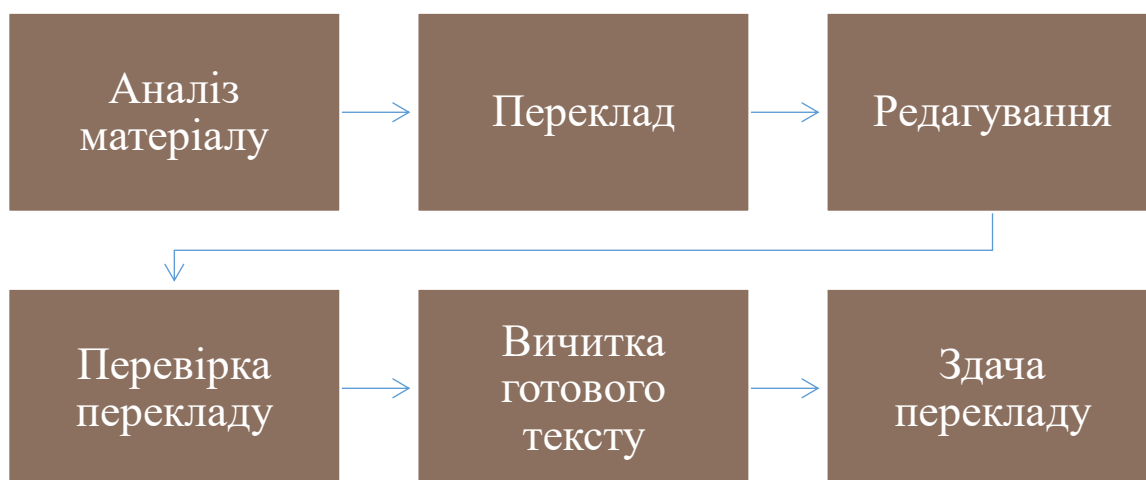 Аналіз
матеріалу
Переклад
Редагування
Перевірка
перекладу
Вичитка
готового
тексту
Здача
перекладу